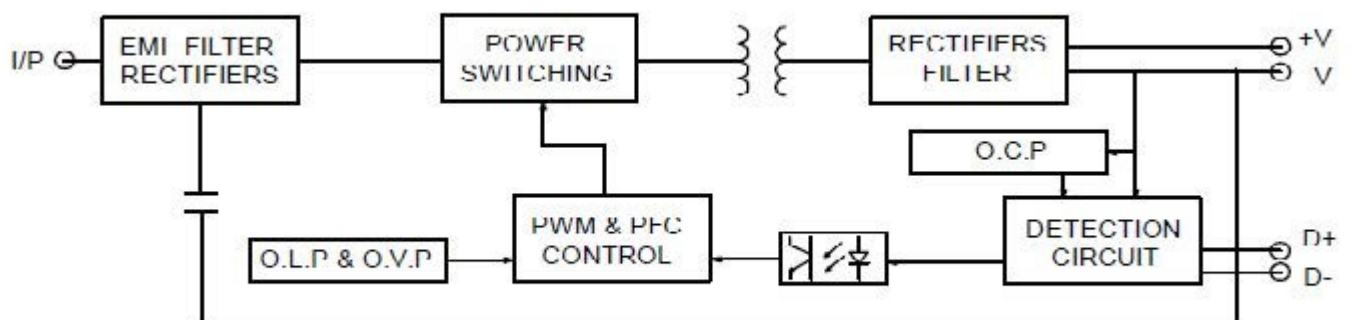 I/P
EMI FILTER
RECTIFIERS
POWER
SWITCHING
RECTIFIERS
FILTER
+V
V
O.C.P
PWM & PFC
CONTROL
O.L.P & O.V.P
DETECTION
CIRCUIT
D+
D-